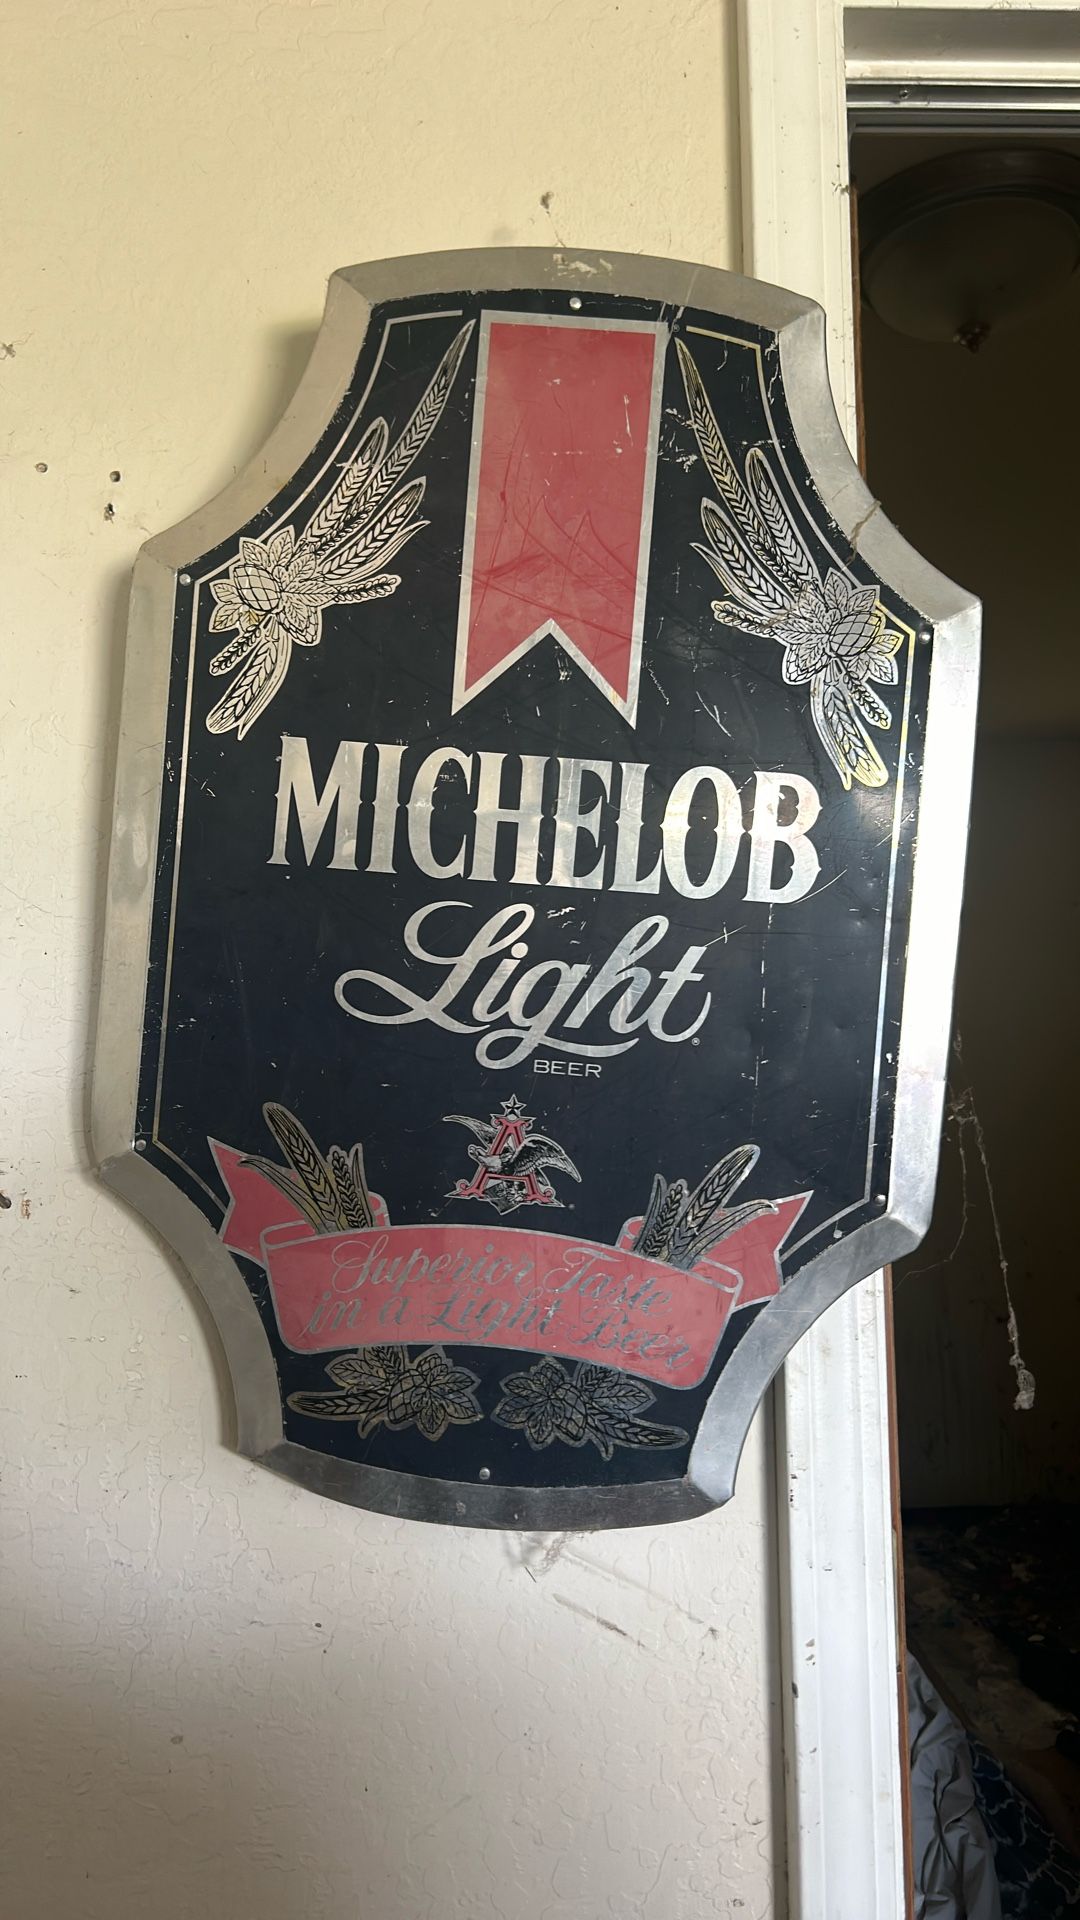 MICHELOB
Light
BEER
A
Superior Taste
in a Light Beer